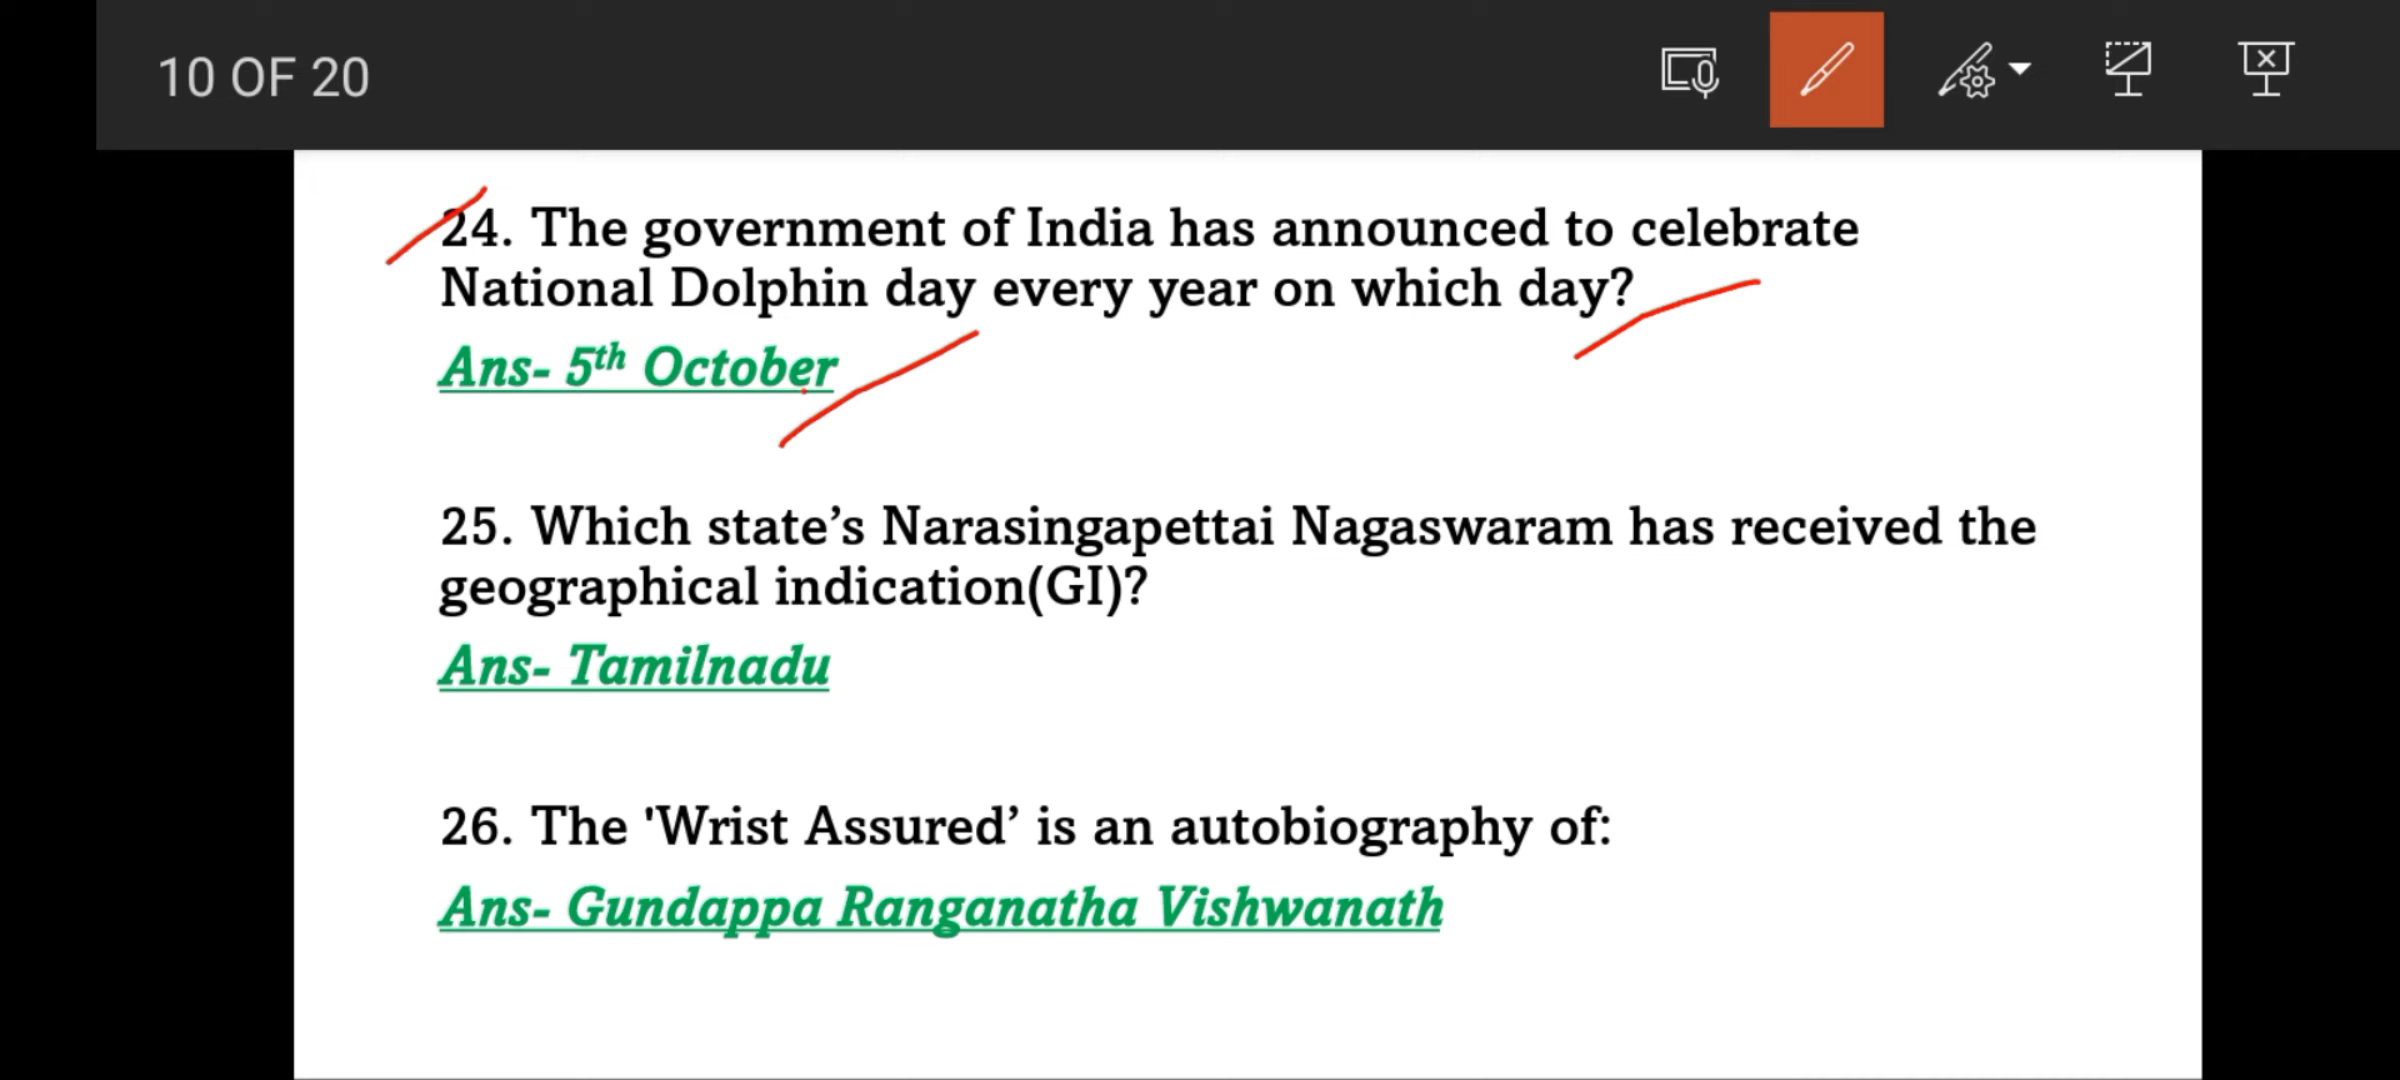 10 OF 20
24. The government of India has announced to celebrate
National Dolphin day every year on which day?
Ans- 5th October
25. Which state’s Narasingapettai Nagaswaram has received the
geographical indication(GI)?
Ans- Tamilnadu
26. The 'Wrist Assured’ is an autobiography of:
Ans- Gundappa Ranganatha Vishwanath